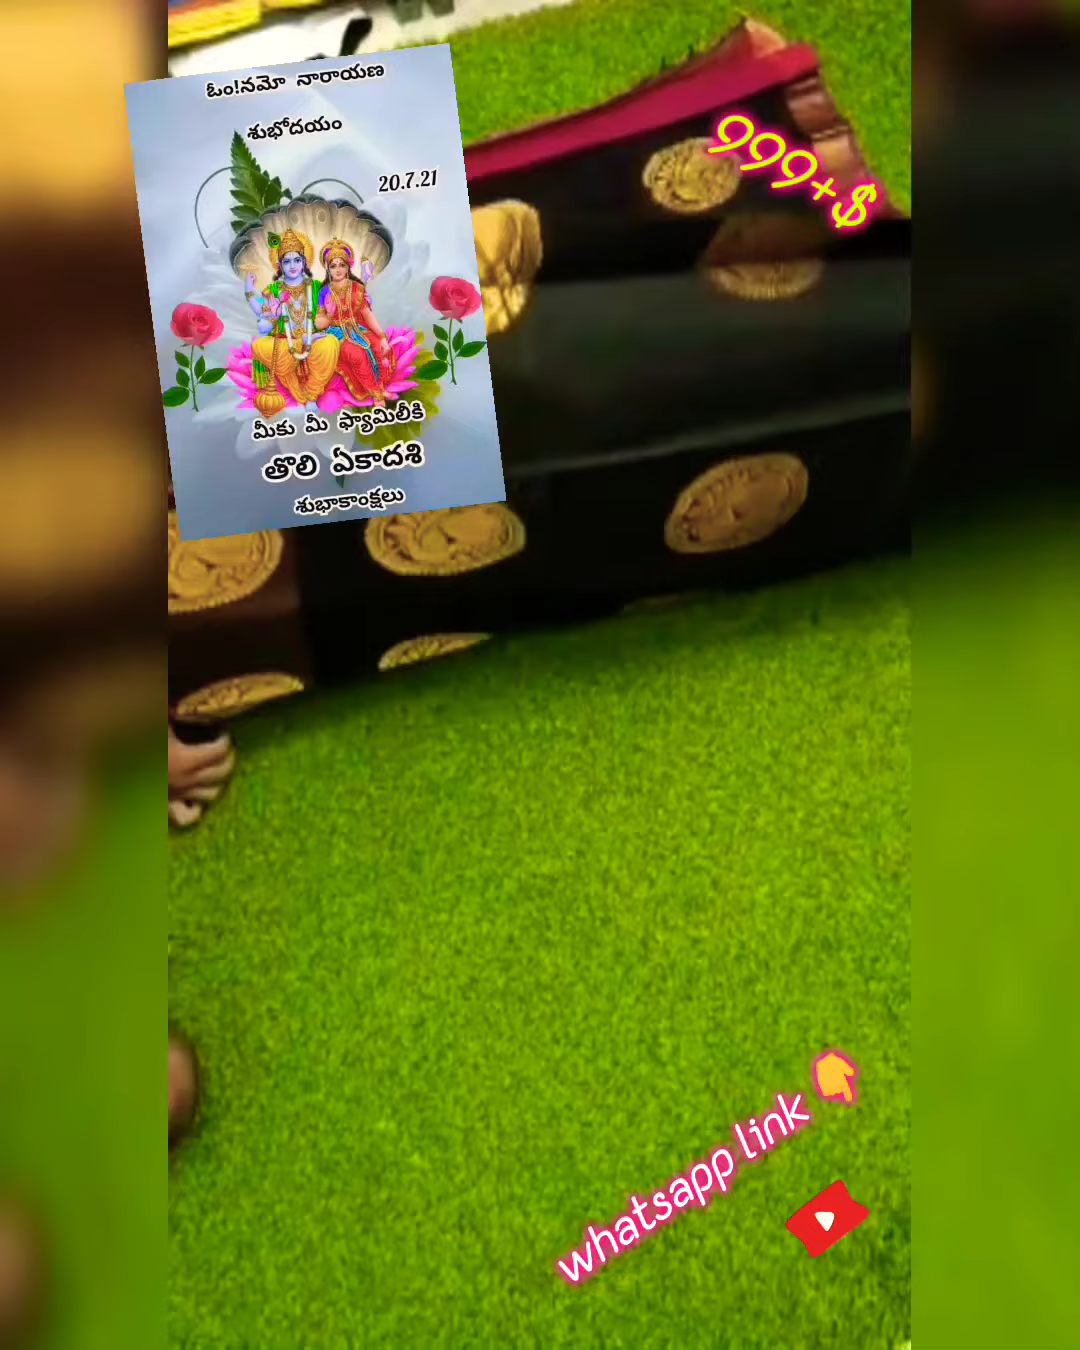 ఓం!నమో నారాయణ
శుభోదయం
20.7.21
మీకు మీ ఫ్యామిలీకి
తొలి ఏకాదశి
శుభాకాంక్షలు
999+$
whatsapp link 👇